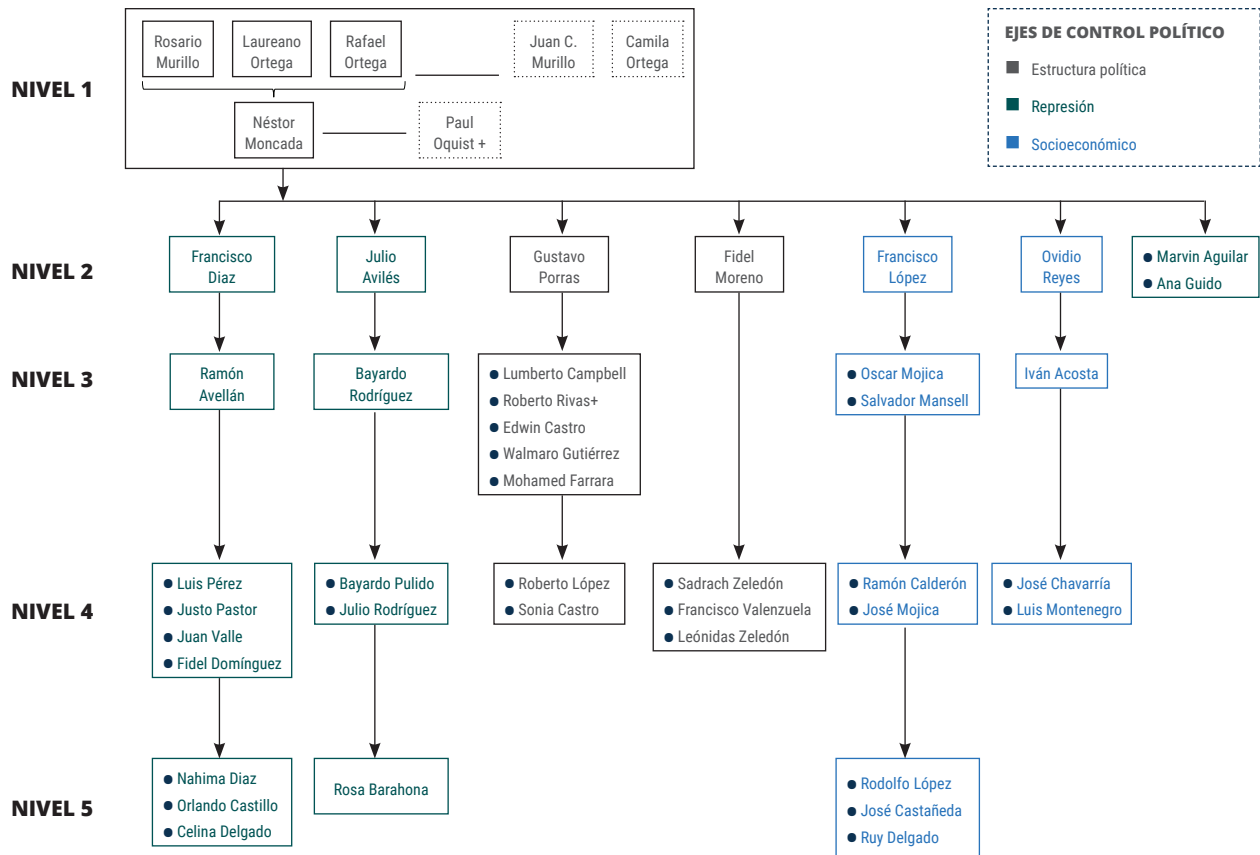 NIVEL 1
Rosario
Murillo
Laureano
Ortega
Rafael
Ortega
Juan C.
Murillo
Camila
Ortega
Néstor
Moncada
Paul
Oquist +
EJES DE CONTROL POLÍTICO
Estructura política
Represión
Socioeconómico
NIVEL 2
Francisco
Diaz
Julio
Avilés
Gustavo
Porras
Fidel
Moreno
Francisco
López
Ovidio
Reyes
Marvin Aguilar
Ana Guido
NIVEL 3
Ramón
Avellán
Bayardo
Rodríguez
Lumberto Campbell
Roberto Rivas+
Edwin Castro
Walmaro Gutiérrez
Mohamed Farrara
Oscar Mojica
Salvador Mansell
Iván Acosta
NIVEL 4
Luis Pérez
Justo Pastor
Juan Valle
Fidel Domínguez
Bayardo Pulido
Julio Rodríguez
Roberto López
Sonia Castro
Sadrach Zeledón
Francisco Valenzuela
Leónidas Zeledón
Ramón Calderón
José Mojica
José Chavarría
Luis Montenegro
NIVEL 5
Nahima Diaz
Orlando Castillo
Celina Delgado
Rosa Barahona
Rodolfo López
José Castañeda
Ruy Delgado